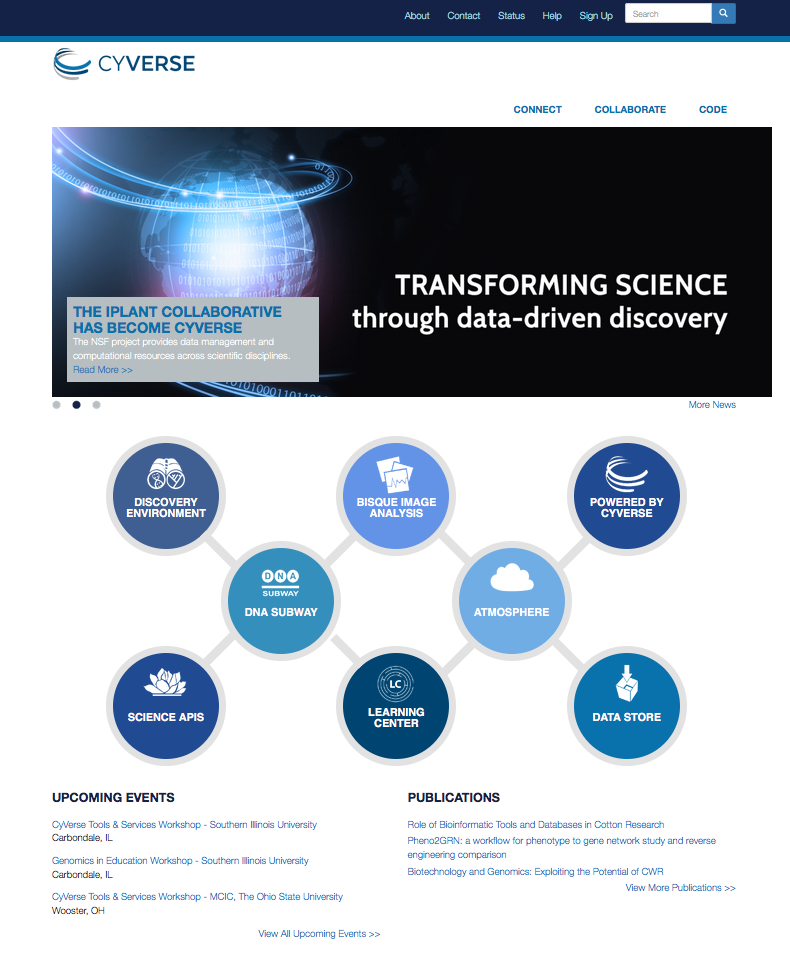 About Contact Status Help Sign Up Search
CYVERSE
CONNECT COLLABORATE CODE
TRANSFORMING SCIENCE
through data-driven discovery
THE IPLANT COLLABORATIVE
HAS BECOME CYVERSE
The NSF project provides data management and
computational resources across scientific disciplines.
Read More >>
More News
DISCOVERY
ENVIRONMENT
BISQUE IMAGE
ANALYSIS
POWERED BY
CYVERSE
DNA
SUBWAY
DNA SUBWAY
ATMOSPHERE
SCIENCE APIS
LC
LEARNING
CENTER
DATA STORE
UPCOMING EVENTS
CyVerse Tools & Services Workshop - Southern Illinois University
Carbondale, IL
Genomics in Education Workshop - Southern Illinois University
Carbondale, IL
CyVerse Tools & Services Workshop - MCIC, The Ohio State University
Wooster, OH
View All Upcoming Events >>
PUBLICATIONS
Role of Bioinformatic Tools and Databases in Cotton Research
Pheno2GRN: a workflow for phenotype to gene network study and reverse
engineering comparison
Biotechnology and Genomics: Exploiting the Potential of CWR
View More Publications >>